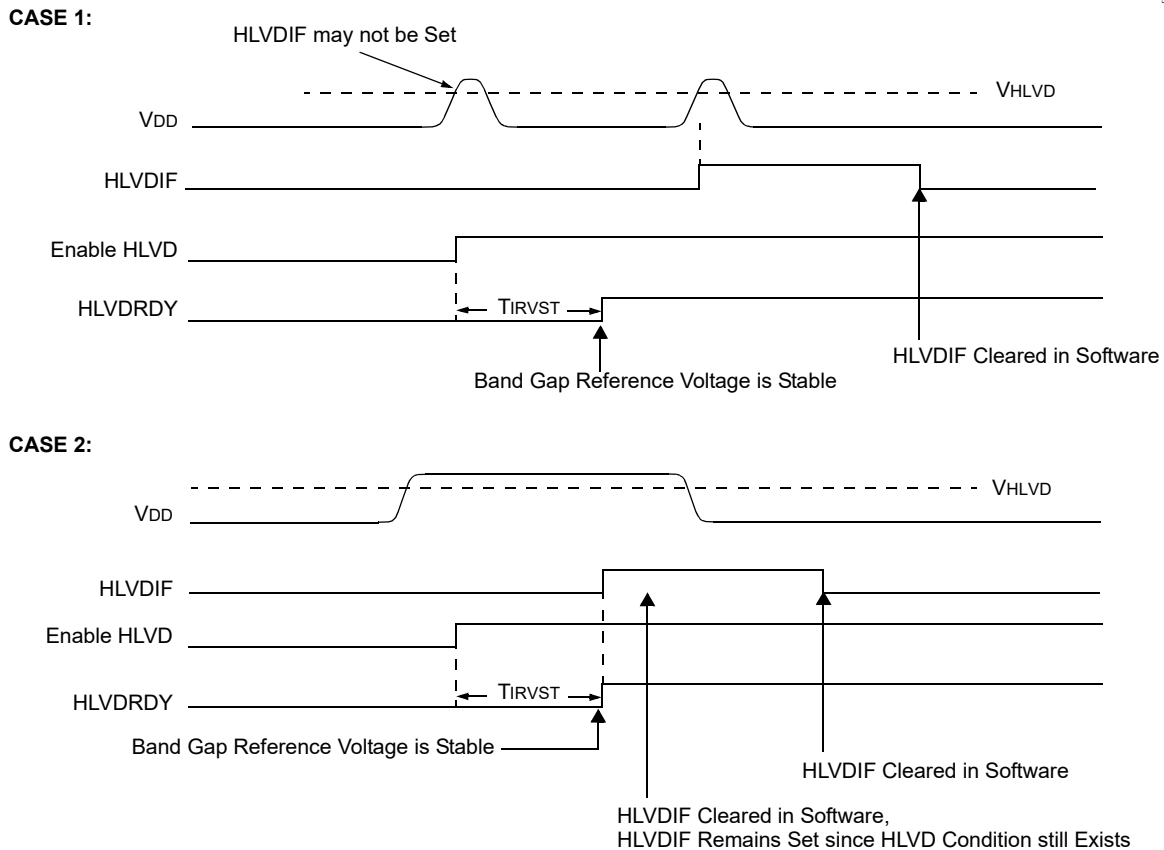 CASE 1:
HLVDIF may not be Set
VHLVD
VDD
HLVDIF
Enable HLVD
HLVDRDY
TIRVST
HLVDIF Cleared in Software
Band Gap Reference Voltage is Stable
CASE 2:
VHLVD
VDD
HLVDIF
Enable HLVD
HLVDRDY
TIRVST
Band Gap Reference Voltage is Stable
HLVDIF Cleared in Software
HLVDIF Cleared in Software,
HLVDIF Remains Set since HLVD Condition still Exists